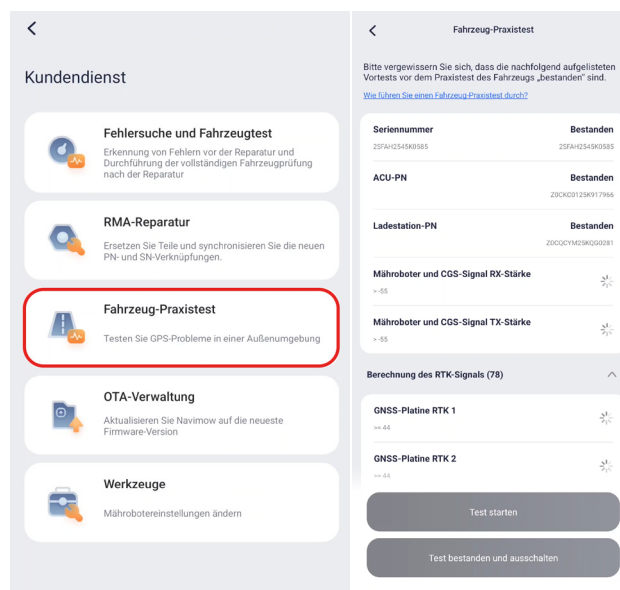 Kundendienst
Fehlersuche und Fahrzeugtest
Erkennung von Fehlern vor der Reparatur und
Durchführung der vollständigen Fahrzeugprüfung
nach der Reparatur
RMA-Reparatur
Ersetzen Sie Teile und synchronisieren Sie die neuen
PN- und SN-Verknüpfungen.
Fahrzeug-Praxistest
Testen Sie GPS-Probleme in einer Außenumgebung
OTA-Verwaltung
Aktualisieren Sie Navimow auf die neueste
Firmware-Version
Werkzeuge
Mährobotereinstellungen ändern
Fahrzeug-Praxistest
Bitte vergewissern Sie sich, dass die nachfolgend aufgelisteten
Vortests vor dem Praxistest des Fahrzeugs „bestanden“ sind.
Wie führen Sie einen Fahrzeug-Praxistest durch?
Seriennummer Bestanden
2SFAH2545K0585 2SFAH2545K0585
ACU-PN Bestanden
Z0CKC0125K917966
Ladestation-PN Bestanden
ZDCQCYM25KQG0281
Mähroboter und CGS-Signal RX-Stärke
> -55
Mähroboter und CGS-Signal TX-Stärke
> -55
Berechnung des RTK-Signals (78)
GNSS-Platine RTK 1
>= 44
GNSS-Platine RTK 2
>= 44
Test starten
Test bestanden und ausschalten